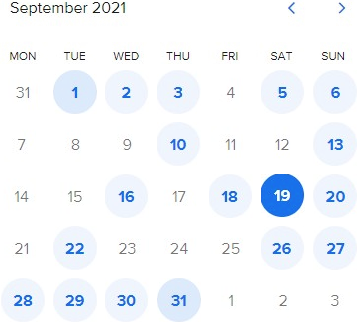 September 2021
MON TUE WED THU FRI SAT SUN
31 1 2 3 4 5 6
7 8 9 10 11 12 13
14 15 16 17 18 19 20
21 22 23 24 25 26 27
28 29 30 31 1 2 3